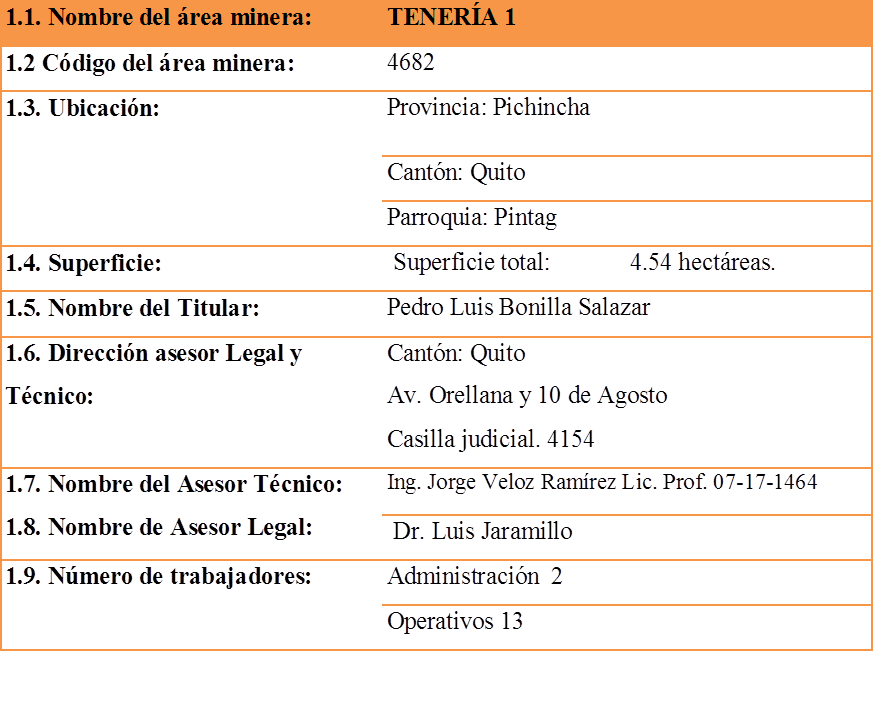 1.1. Nombre del área minera: TENERÍA 1
1.2 Código del área minera: 4682
1.3. Ubicación: Provincia: Pichincha
Cantón: Quito
Parroquia: Pintag
1.4. Superficie: Superficie total: 4.54 hectáreas.
1.5. Nombre del Titular: Pedro Luis Bonilla Salazar
1.6. Dirección asesor Legal y Cantón: Quito
Técnico: Av. Orellana y 10 de Agosto
Casilla judicial. 4154
1.7. Nombre del Asesor Técnico: Ing. Jorge Veloz Ramírez Lic. Prof. 07-17-1464
1.8. Nombre de Asesor Legal: Dr. Luis Jaramillo
1.9. Número de trabajadores: Administración 2
Operativos 13